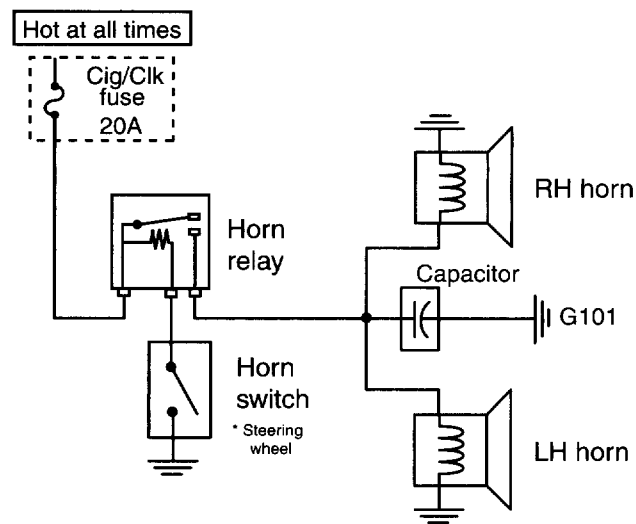 Hot at all times
Cig/Clk
fuse
20A
Horn
relay
RH horn
Capacitor
G101
Horn
switch
* Steering
wheel
LH horn